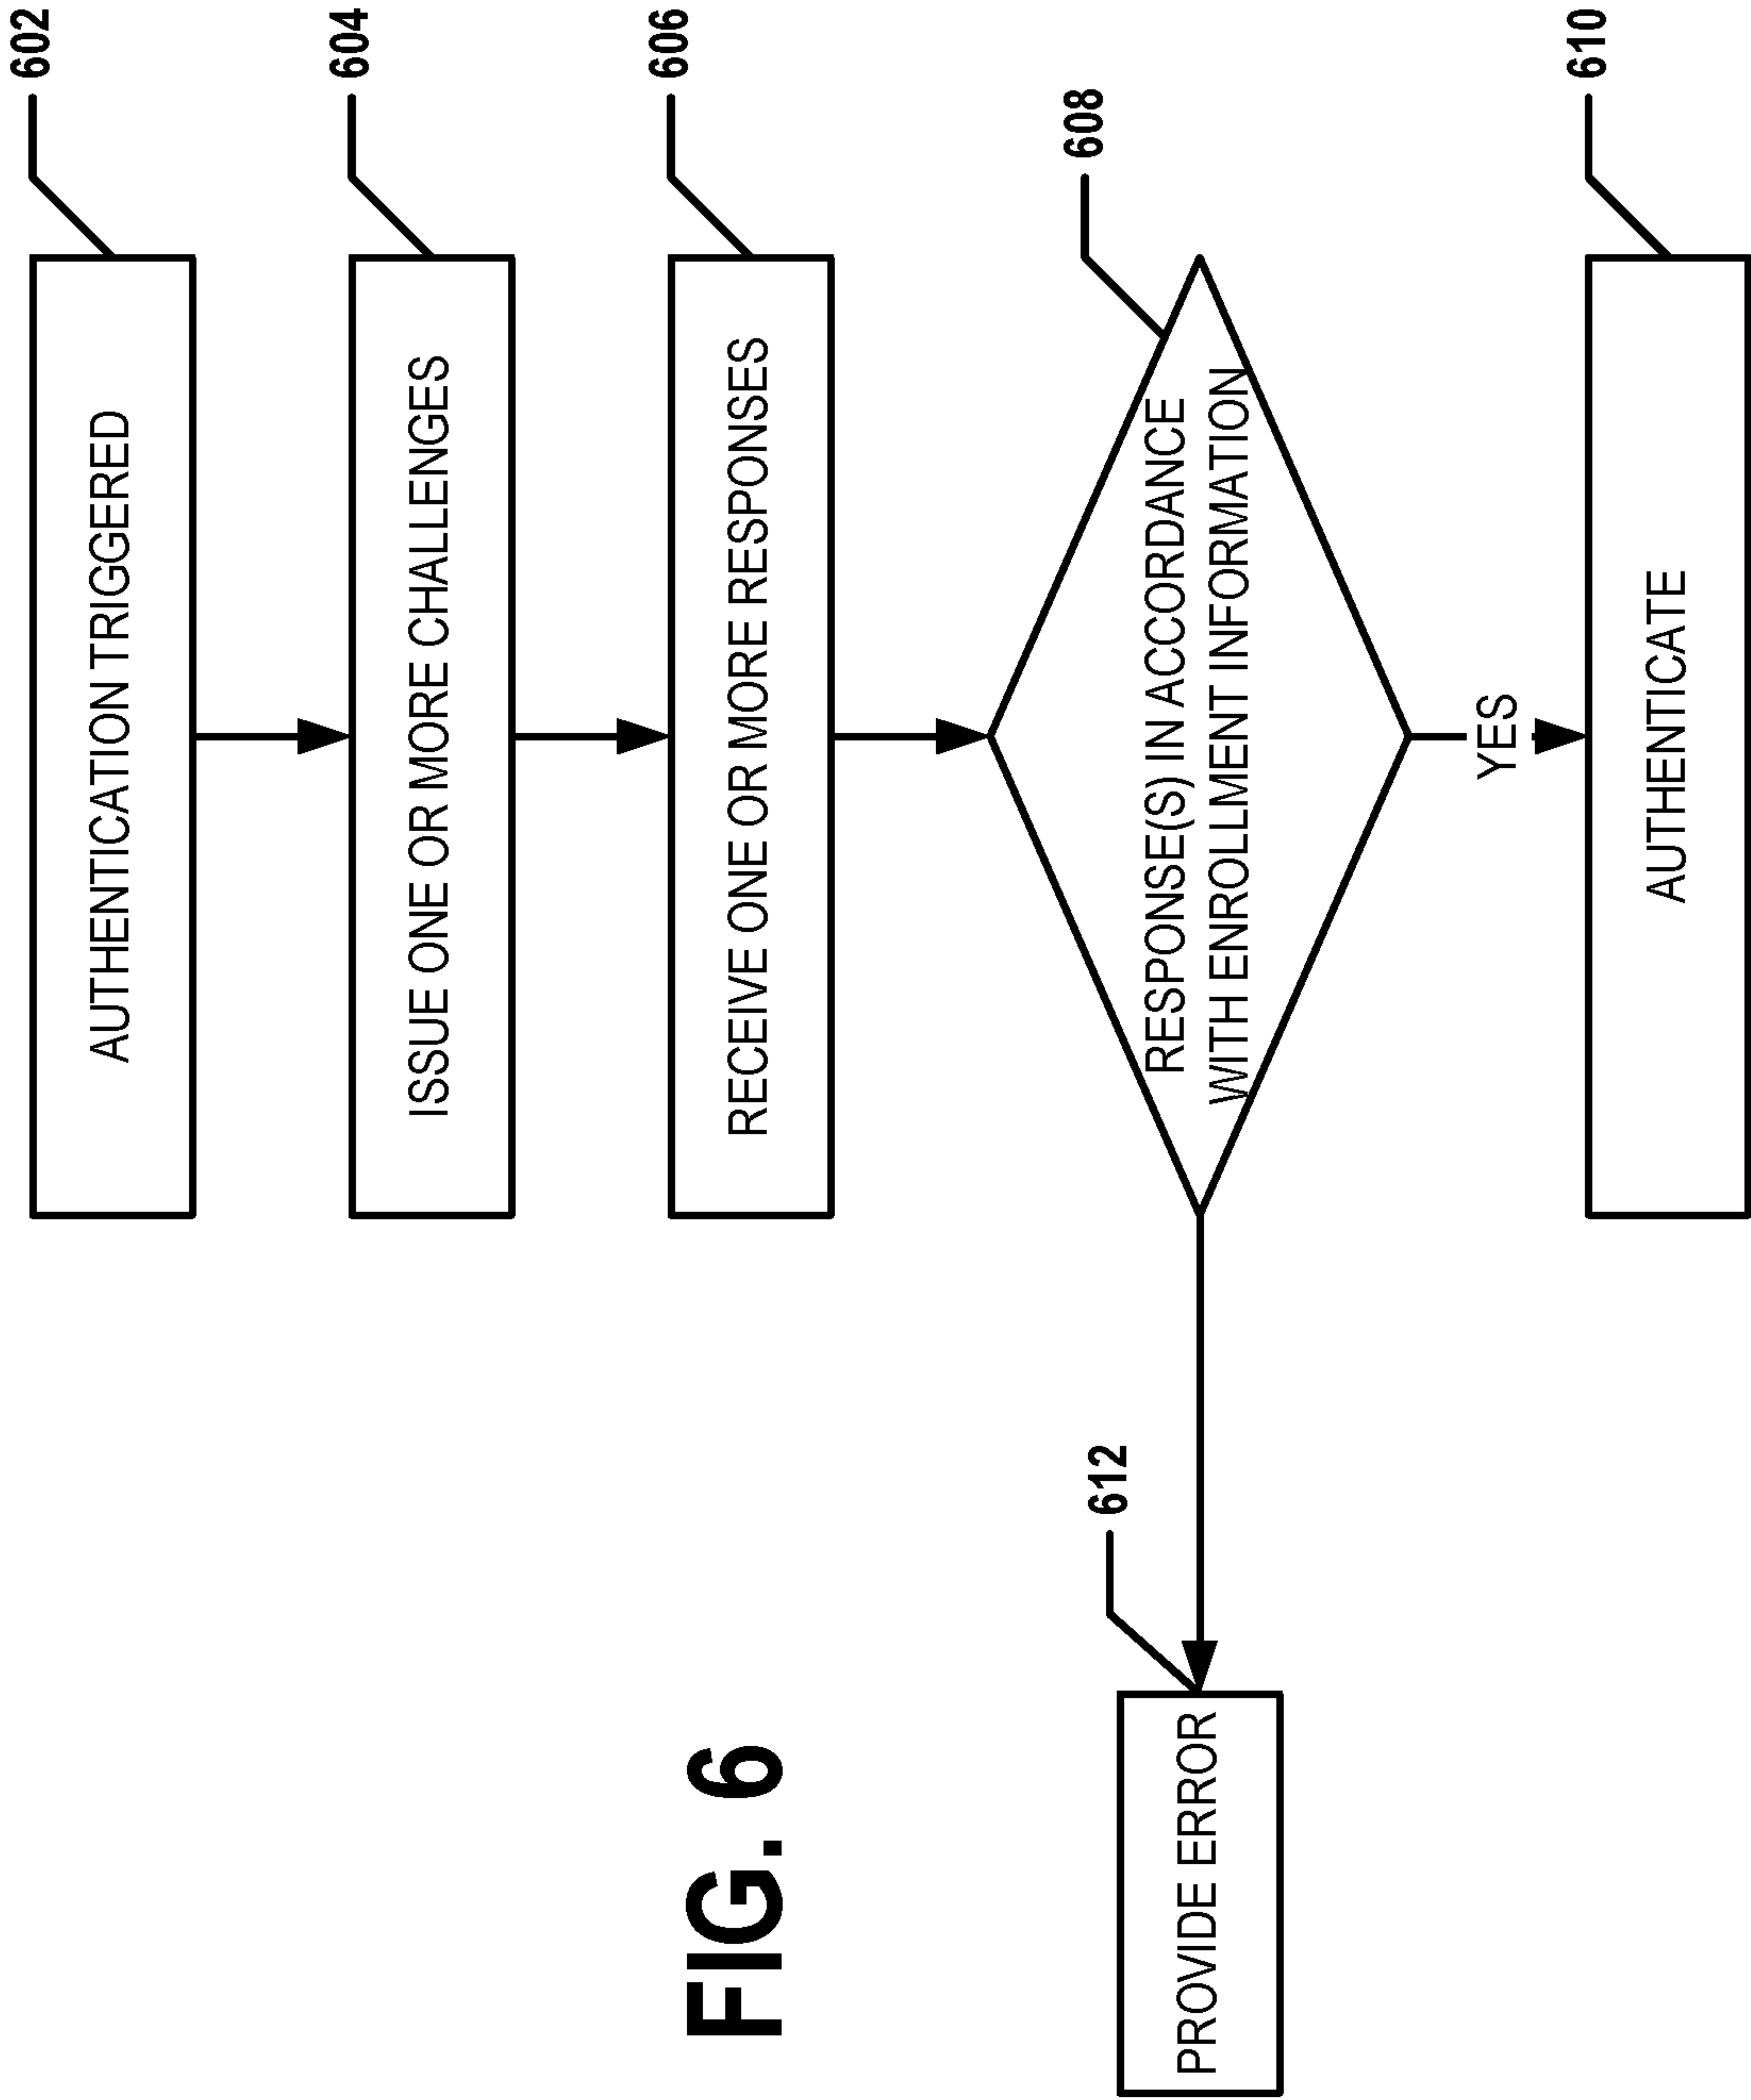 602
AUTHENTICATION TRIGGERED
604
ISSUE ONE OR MORE CHALLENGES
606
RECEIVE ONE OR MORE RESPONSES
608
RESPONSE(S) IN ACCORDANCE
WITH ENROLLMENT INFORMATION
YES
610
AUTHENTICATE
612
PROVIDE ERROR
FIG. 6